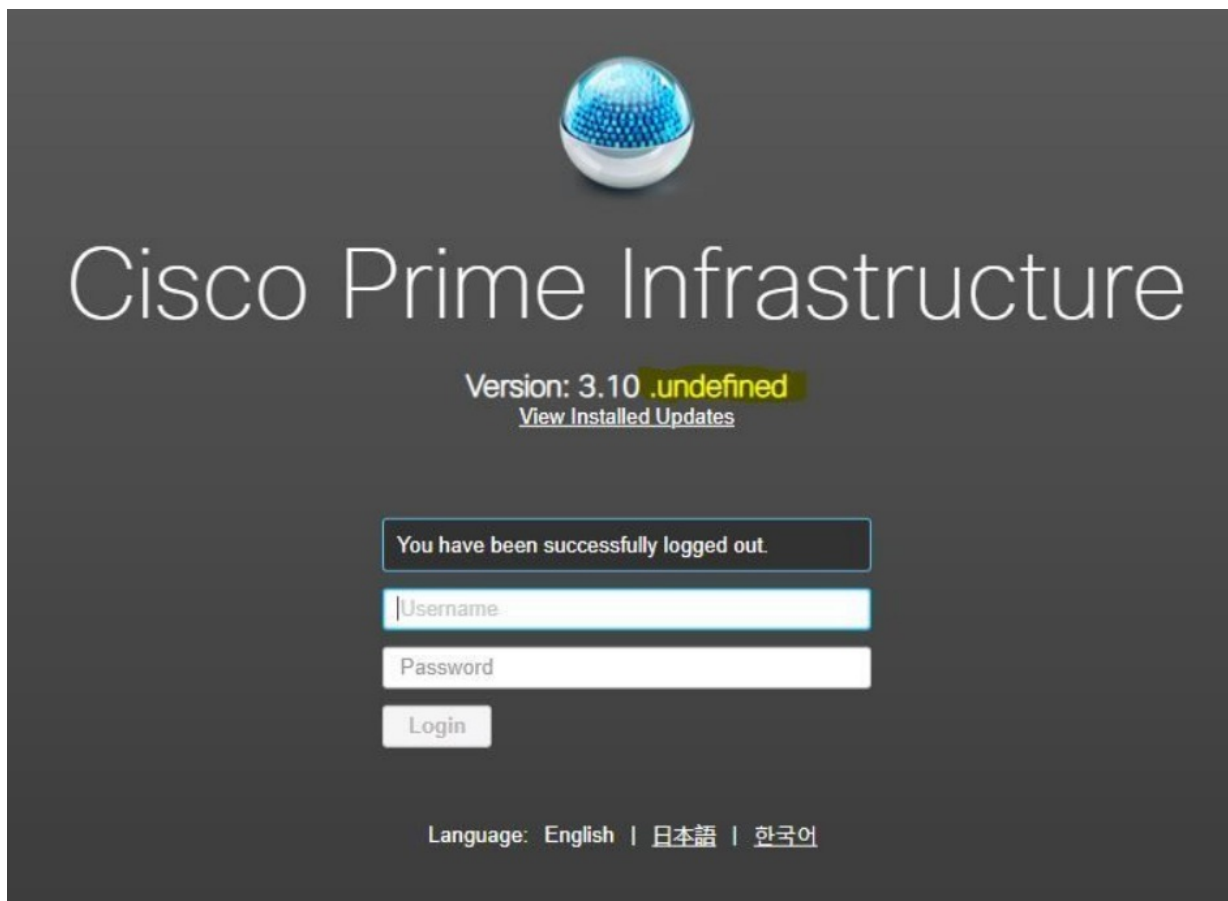 Cisco Prime Infrastructure
Version: 3.10 .undefined
View Installed Updates
You have been successfully logged out.
Username
Password
Login
Language: English | 日本語 | 한국어